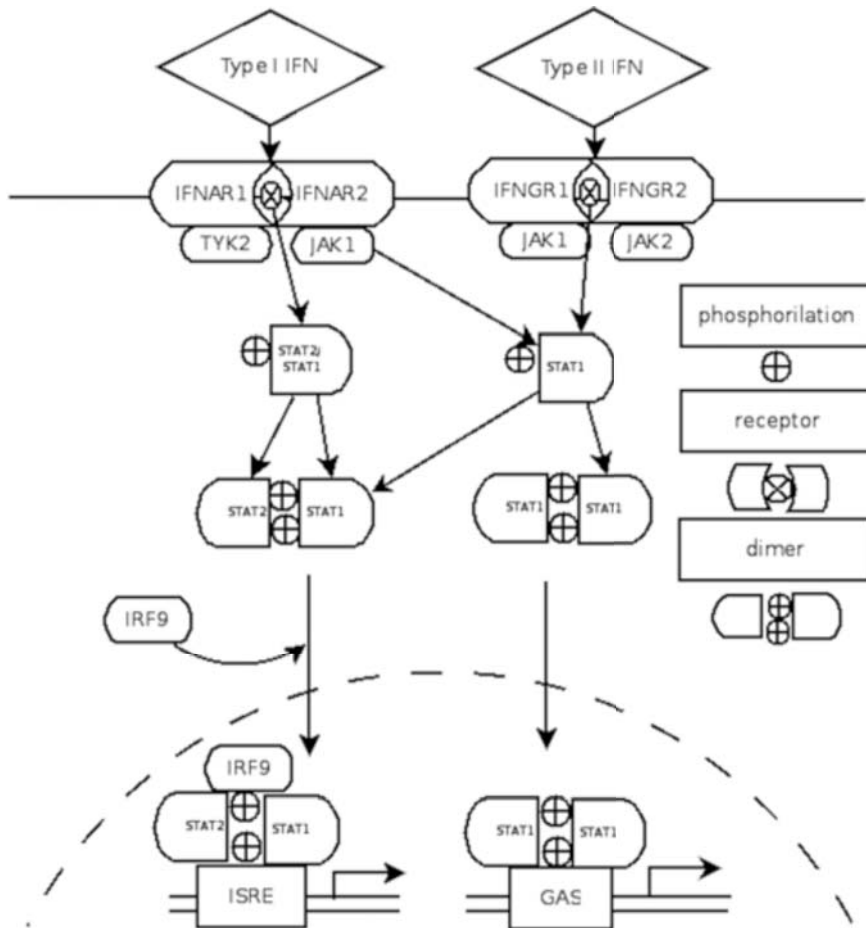 Type I IFN
Type II IFN
IFNAR1
IFNAR2
IFNGR1
IFNGR2
TYK2
JAK1
JAK1
JAK2
phosphorilation
STAT2/
STAT1
STAT1
receptor
STAT2
STAT1
STAT1
STAT1
dimer
IRF9
IRF9
STAT2
STAT1
STAT1
STAT1
ISRE
GAS